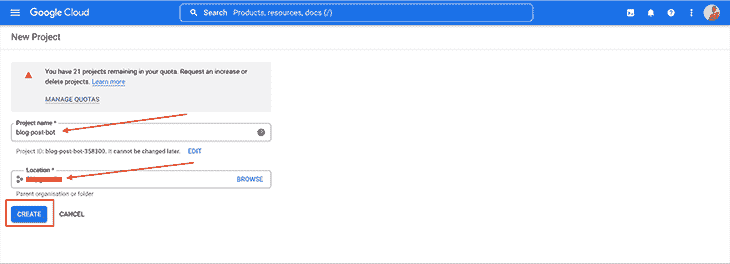 Google Cloud
Search Products, resources, docs (/)
New Project
You have 21 projects remaining in your quota. Request an increase or
delete projects. Learn more
MANAGE QUOTAS
Project name *
blog-post-bot
Project ID: blog-post-bot-358100. It cannot be changed later. EDIT
Location *
BROWSE
Parent organisation or folder
CREATE CANCEL